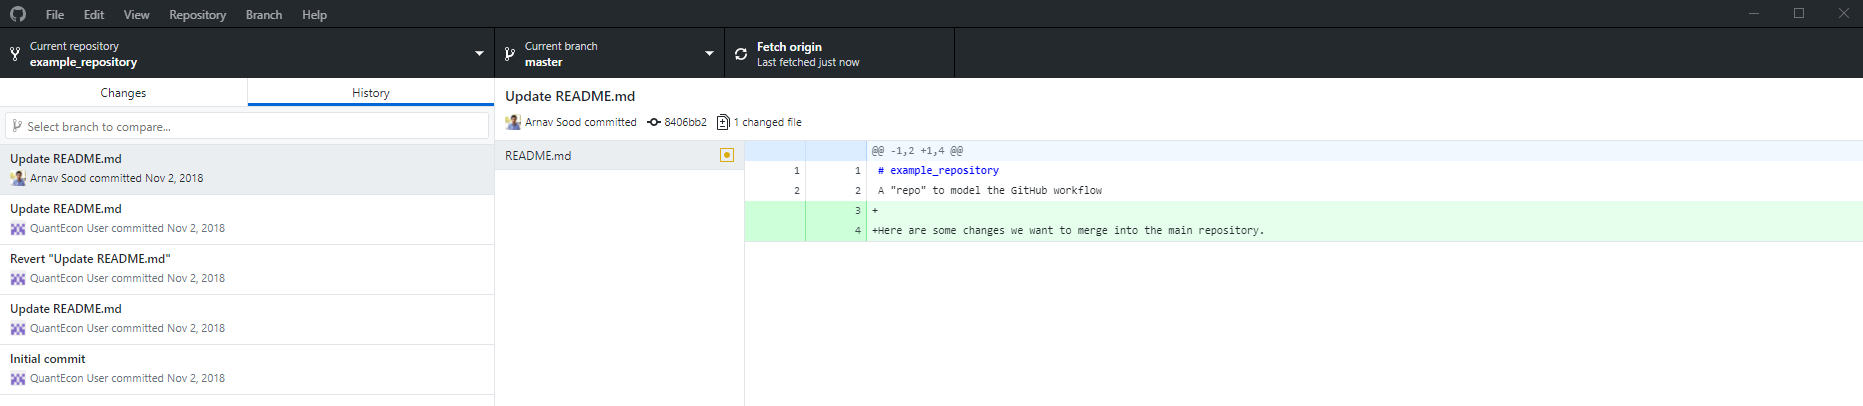 File Edit View Repository Branch Help
Current repository
example_repository
Current branch
master
Fetch origin
Last fetched just now
Changes
History
Select branch to compare...
Update README.md
Arnav Sood committed Nov 2, 2018
Update README.md
QuantEcon User committed Nov 2, 2018
Revert "Update README.md"
QuantEcon User committed Nov 2, 2018
Update README.md
QuantEcon User committed Nov 2, 2018
Initial commit
QuantEcon User committed Nov 2, 2018
Update README.md
Arnav Sood committed 8406bb2 1 changed file
README.md
@@ -1,2 +1,4 @@
1 1 # example_repository
2 2 A "repo" to model the GitHub workflow
3 +
4 +Here are some changes we want to merge into the main repository.